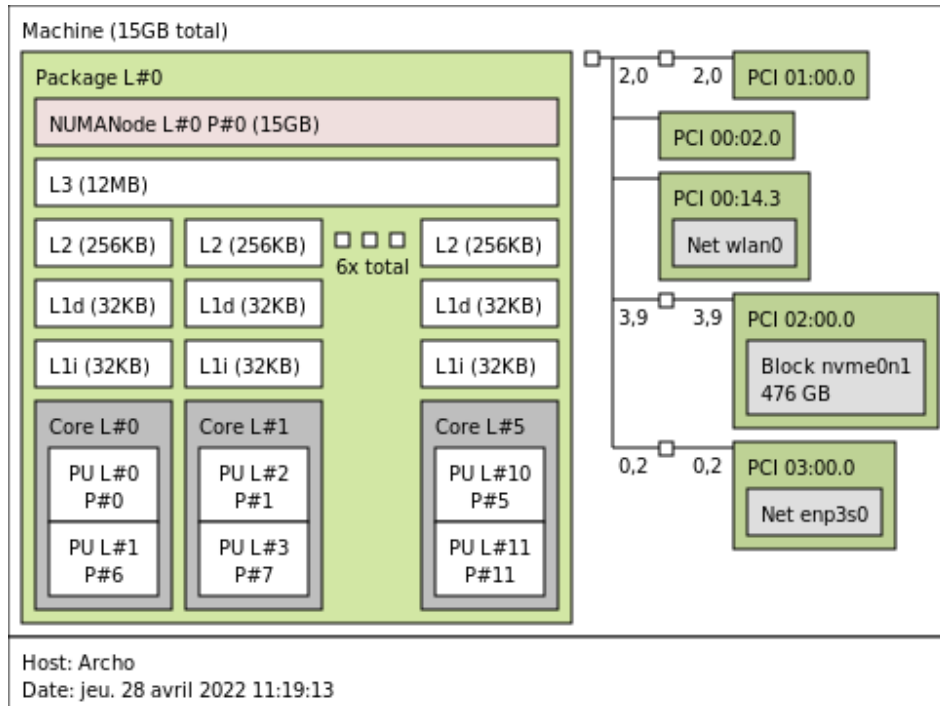 Machine (15GB total)
Package L#0
NUMANode L#0 P#0 (15GB)
L3 (12MB)
L2 (256KB)
L2 (256KB)
6x total
L2 (256KB)
L1d (32KB)
L1d (32KB)
L1d (32KB)
L1i (32KB)
L1i (32KB)
L1i (32KB)
Core L#0
PU L#0
P#0
PU L#1
P#6
Core L#1
PU L#2
P#1
PU L#3
P#7
Core L#5
PU L#10
P#5
PU L#11
P#11
2,0
2,0
PCI 01:00.0
PCI 00:02.0
PCI 00:14.3
Net wlan0
3,9
3,9
PCI 02:00.0
Block nvme0n1
476 GB
0,2
0,2
PCI 03:00.0
Net enp3s0
Host: Archo
Date: jeu. 28 avril 2022 11:19:13